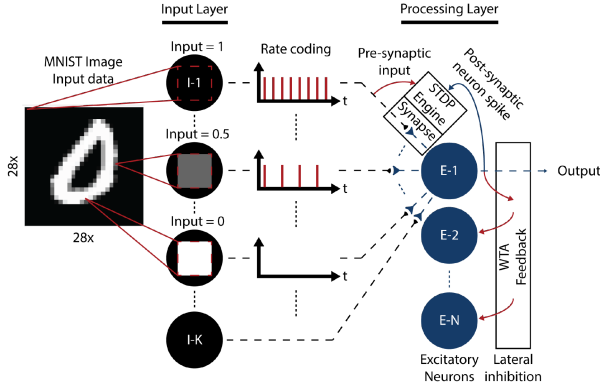 Input Layer
Processing Layer
MNIST Image
Input data
Input = 1
Rate coding
Pre-synaptic
input
Post-synaptic
neuron spike
I-1
t
STDP
Engine
Synapse
28x
Input = 0.5
t
E-1
Output
28x
Input = 0
t
E-2
WTA
Feedback
I-K
E-N
Excitatory
Neurons
Lateral
inhibition